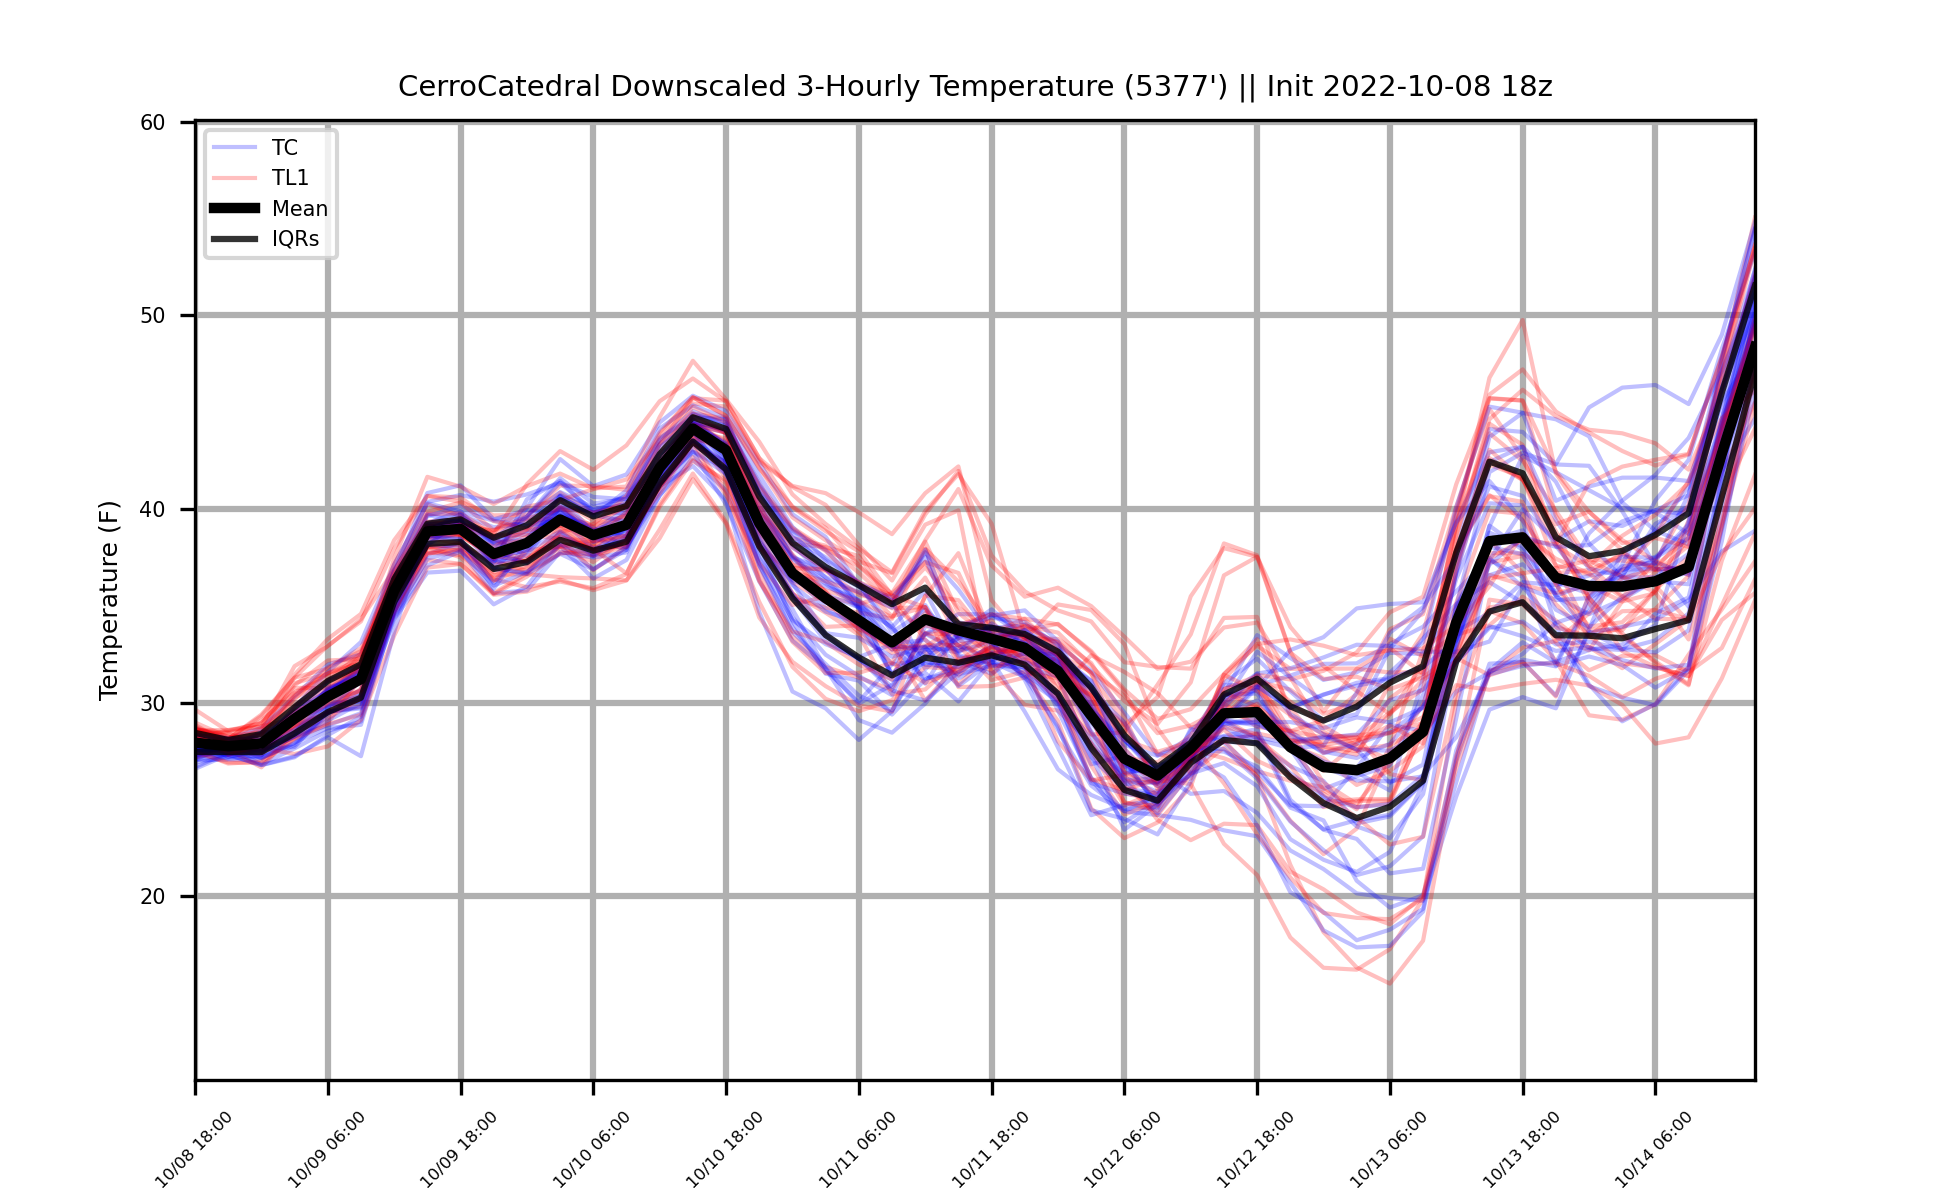 CerroCatedral Downscaled 3-Hourly Temperature (5377') || Init 2022-10-08 18z
TC
TL1
Mean
IQRs
Temperature (F)
60
50
40
30
20
10/08 18:00
10/09 06:00
10/09 18:00
10/10 06:00
10/10 18:00
10/11 06:00
10/11 18:00
10/12 06:00
10/12 18:00
10/13 06:00
10/13 18:00
10/14 06:00